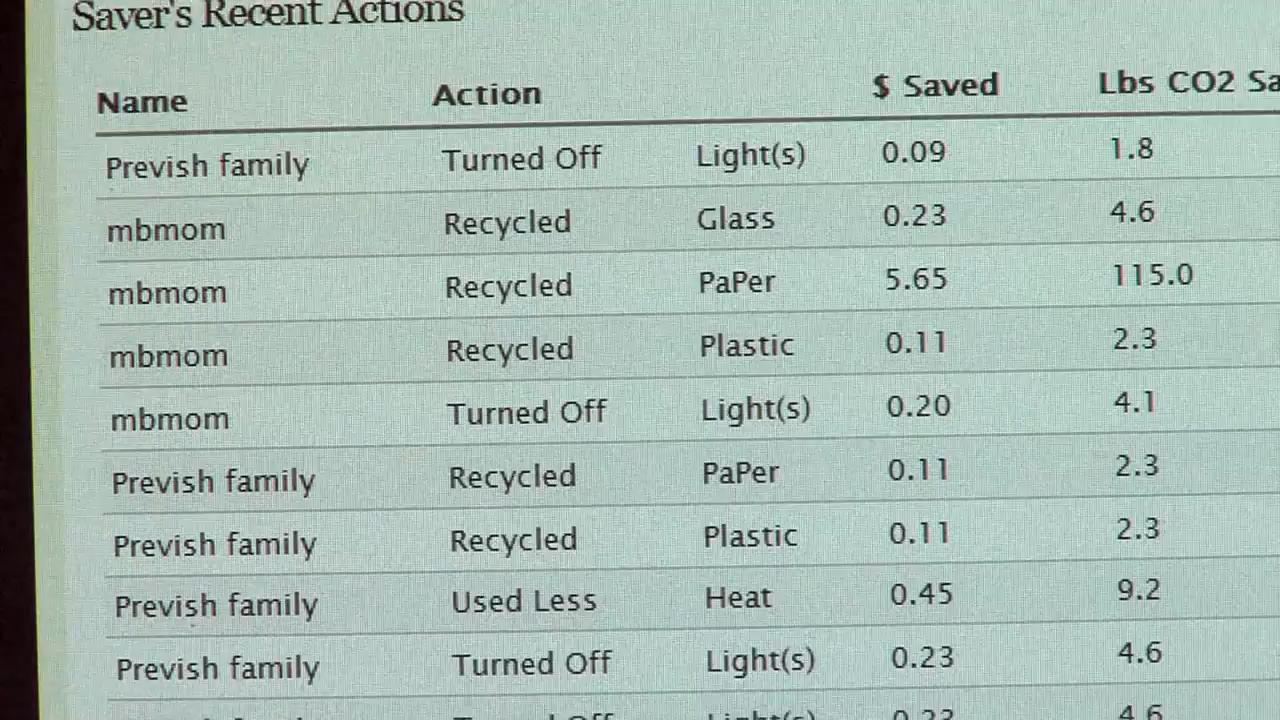 Saver's Recent Actions
Name Action $ Saved Lbs CO2 Sa
Prevish family Turned Off Light(s) 0.09 1.8
mbmom Recycled Glass 0.23 4.6
mbmom Recycled PaPer 5.65 115.0
mbmom Recycled Plastic 0.11 2.3
mbmom Turned Off Light(s) 0.20 4.1
Prevish family Recycled PaPer 0.11 2.3
Prevish family Recycled Plastic 0.11 2.3
Prevish family Used Less Heat 0.45 9.2
Prevish family Turned Off Light(s) 0.23 4.6